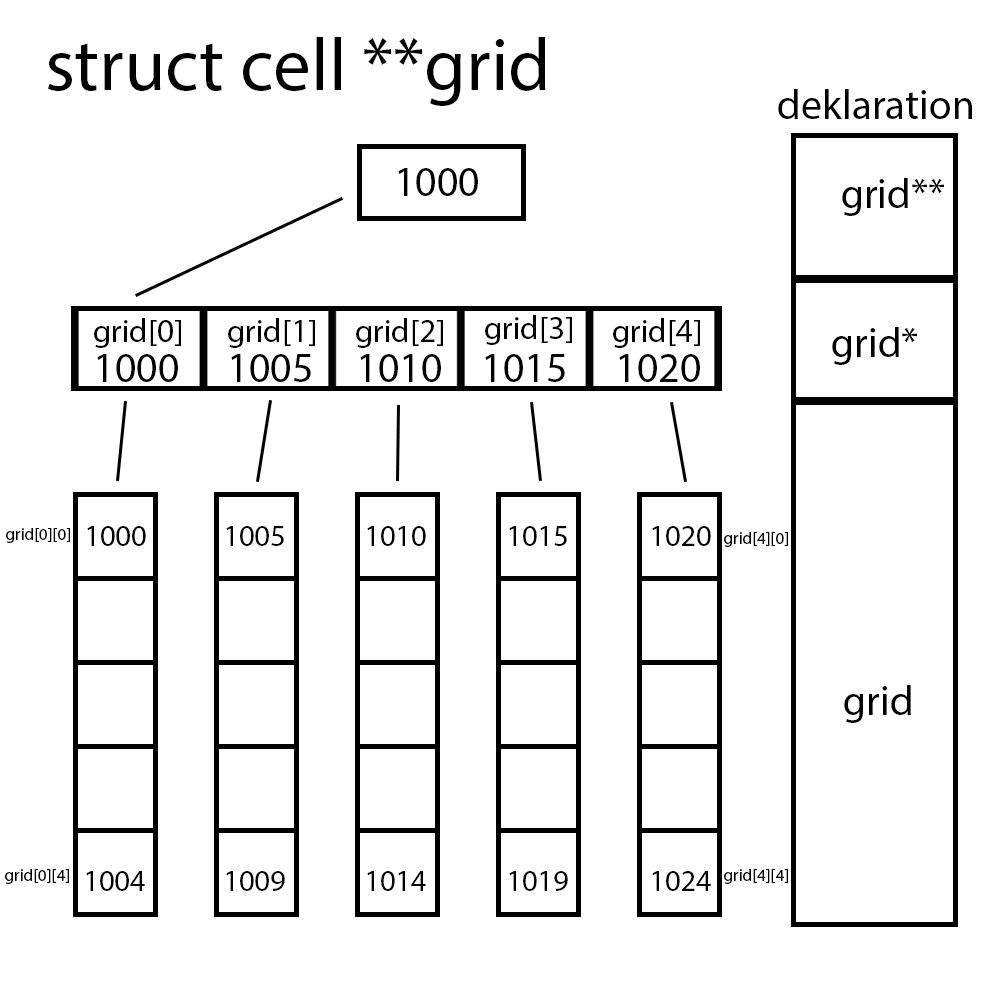 struct cell **grid
deklaration
1000
grid**
grid[0] grid[1] grid[2] grid[3] grid[4]
1000 1005 1010 1015 1020
grid*
grid[0][0] 1000 1005 1010 1015 1020 grid[4][0]
grid
grid[0][4] 1004 1009 1014 1019 1024 grid[4][4]